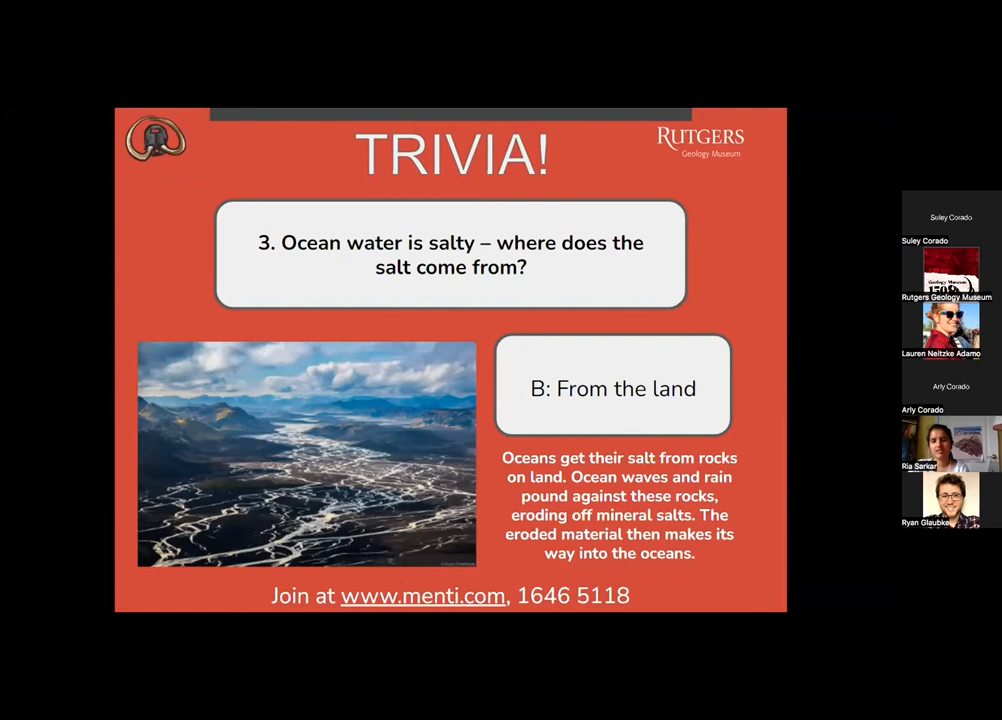 TRIVIA!
RUTGERS
Geology Museum
3. Ocean water is salty – where does the
salt come from?
B: From the land
Oceans get their salt from rocks
on land. Ocean waves and rain
pound against these rocks,
eroding off mineral salts. The
eroded material then makes its
way into the oceans.
Join at www.menti.com, 1646 5118
Suley Corado
Suley Corado
Geology Museum
Rutgers Geology Museum
Lauren Neitzke Adamo
Arly Corado
Arly Corado
Ria Sarkar
Ryan Glaubke